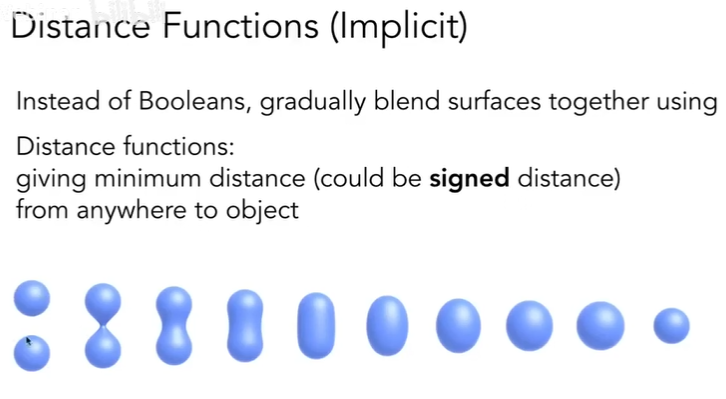 Distance Functions (Implicit)
Instead of Booleans, gradually blend surfaces together using
Distance functions:
giving minimum distance (could be signed distance)
from anywhere to object